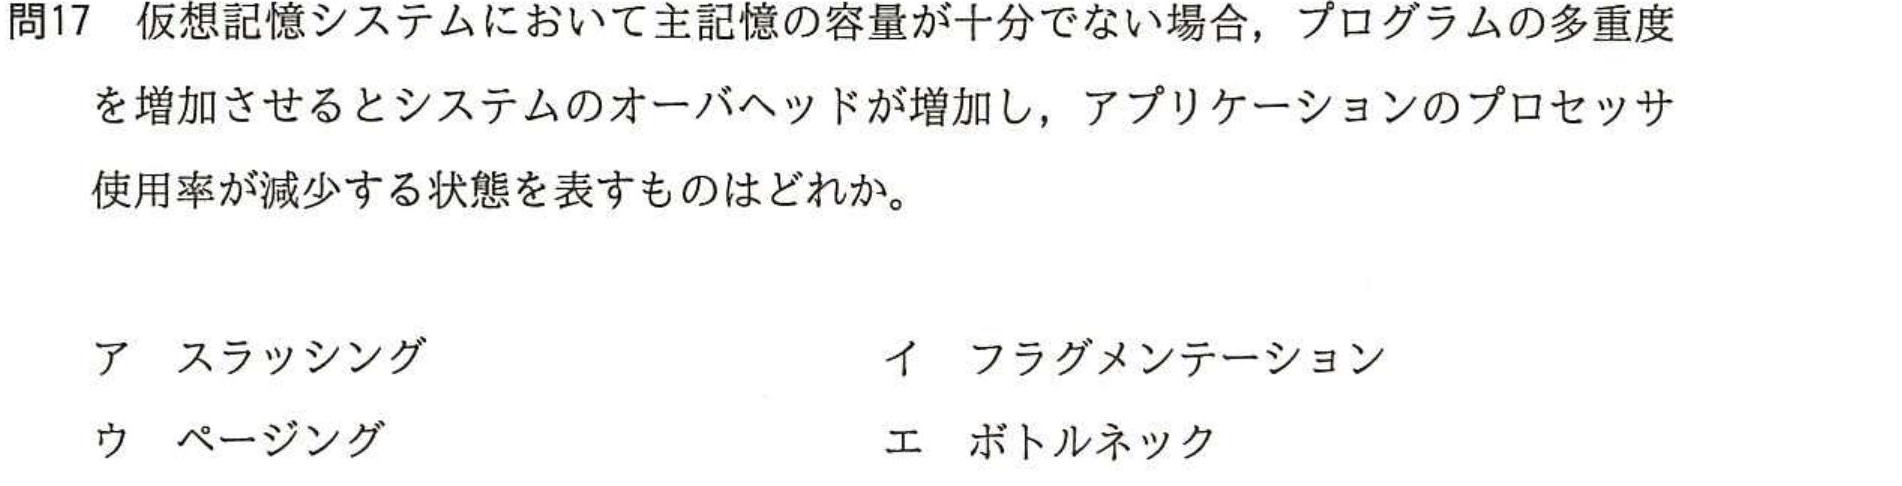 問17 仮想記憶システムにおいて主記憶の容量が十分でない場合，プログラムの多重度
を増加させるとシステムのオーバヘッドが増加し，アプリケーションのプロセッサ
使用率が減少する状態を表すものはどれか。
ア スラッシング イ フラグメンテーション
ウ ページング エ ボトルネック